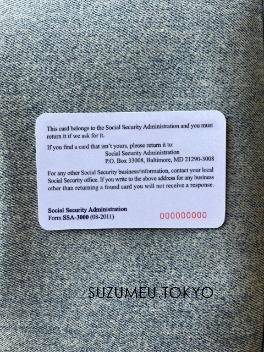 This card belongs to the Social Security Administration and you must
return it if we ask for it.
If you find a card that isn't yours, please return it to:
Social Security Administration
P.O. Box 33008, Baltimore, MD 21290-3008
For any other Social Security business/information, contact your local
Social Security office. If you write to the above address for any business
other than returning a found card you will not receive a response.
Social Security Administration
Form SSA-3000 (08-2011)
000000000
SUZUMEU.TOKYO